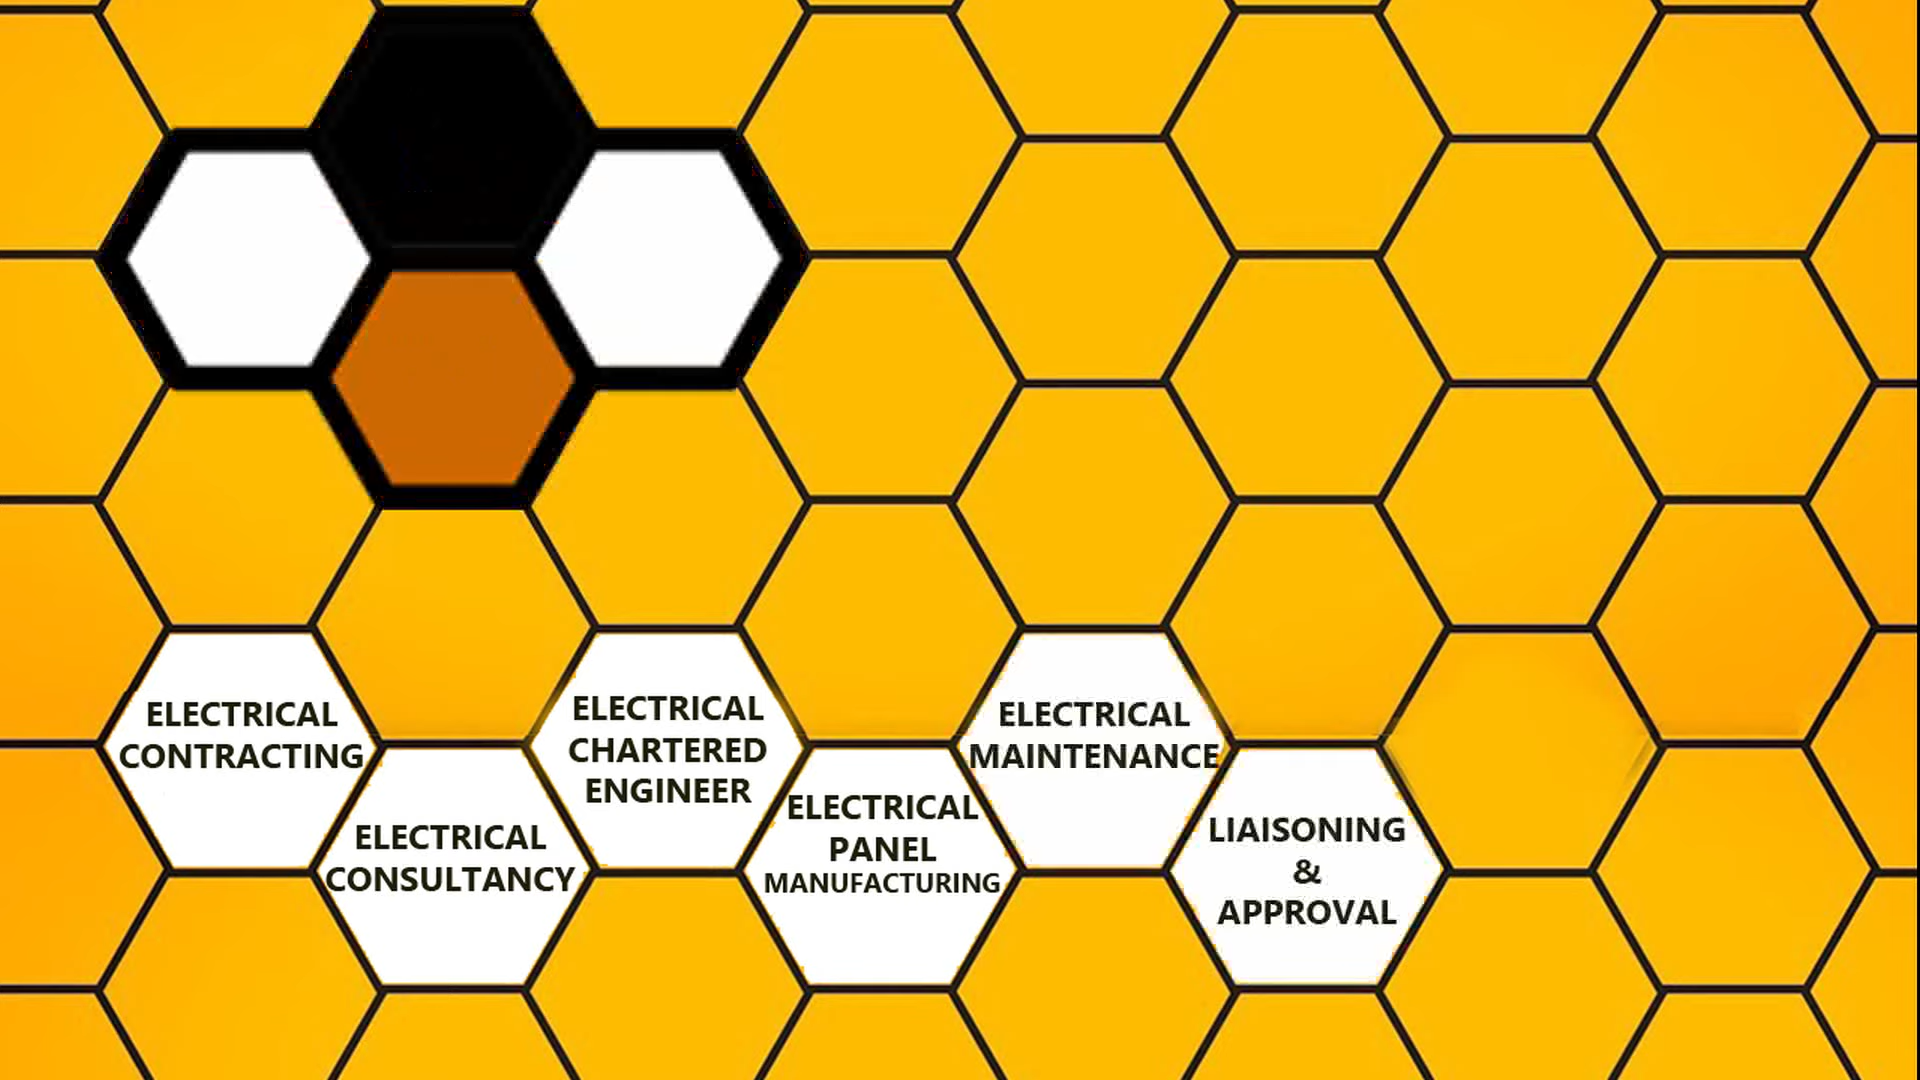 ELECTRICAL
CONTRACTING
ELECTRICAL
CONSULTANCY
ELECTRICAL
CHARTERED
ENGINEER
ELECTRICAL
PANEL
MANUFACTURING
ELECTRICAL
MAINTENANCE
LIAISONING
&
APPROVAL